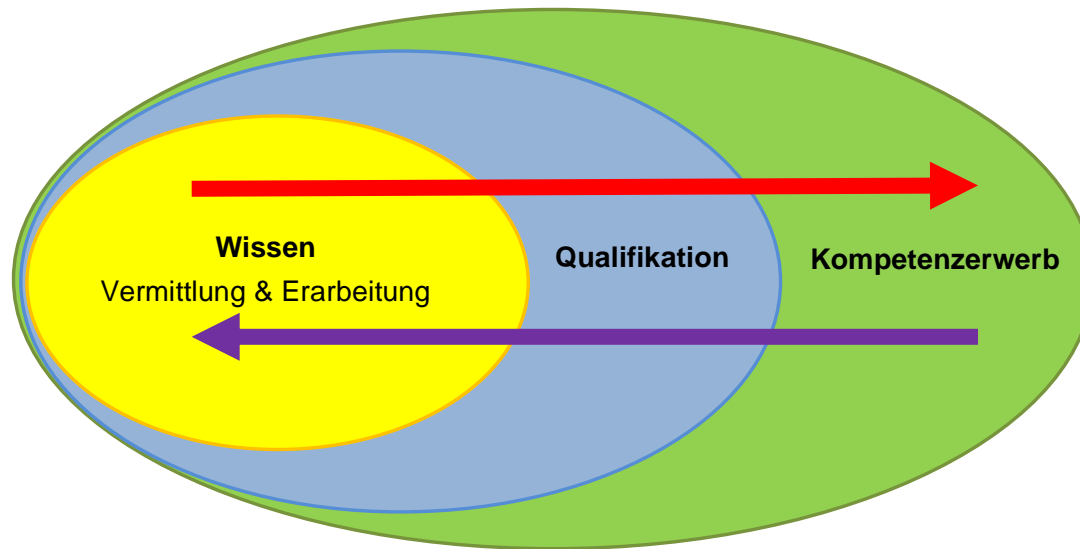 Wissen
Vermittlung & Erarbeitung
Qualifikation
Kompetenzerwerb